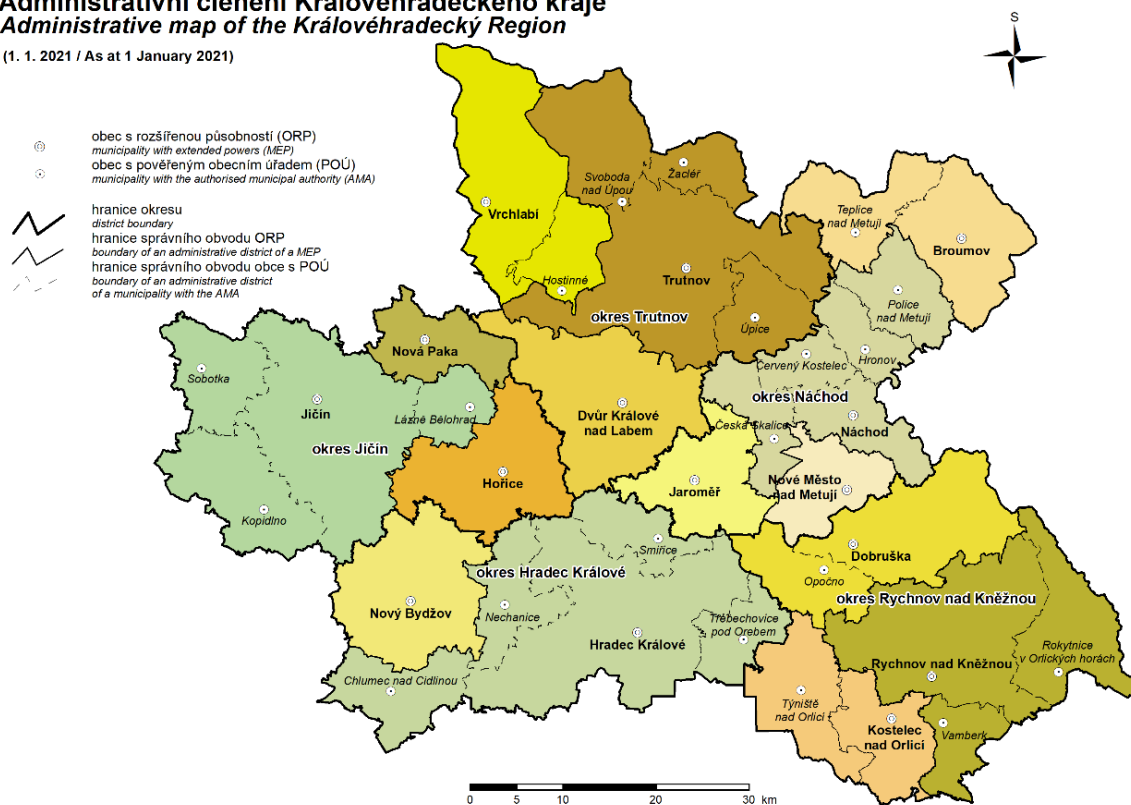 Administrativní členění Královéhradeckého kraje
Administrative map of the Královéhradecký Region
(1. 1. 2021 / As at 1 January 2021)
S
obec s rozšířenou působností (ORP)
municipality with extended powers (MEP)
obec s pověřeným obecním úřadem (POÚ)
municipality with the authorised municipal authority (AMA)
hranice okresu
district boundary
hranice správního obvodu ORP
boundary of an administrative district of a MEP
hranice správního obvodu obce s POÚ
boundary of an administrative district
of a municipality with the AMA
Vrchlabí
Svoboda
nad Úpou
Žacléř
Teplice
nad Metují
Broumov
Hostinné
Trutnov
okres Trutnov
Úpice
Police
nad Metují
Hronov
Červený Kostelec
Nová Paka
Sobotka
Jičín
Lázně Bělohrad
okres Jičín
Dvůr Králové
nad Labem
okres Náchod
Česká Skalice
Náchod
Hořice
Jaroměř
Nové Město
nad Metují
Kopidlno
Smiřice
Dobruška
Opočno
okres Hradec Králové
okres Rychnov nad Kněžnou
Nový Bydžov
Nechanice
Hradec Králové
Třebechovice
pod Orebem
Rokytnice
v Orlických horách
Rychnov nad Kněžnou
Chlumec nad Cidlinou
Týniště
nad Orlicí
Kostelec
nad Orlicí
Vamberk
0 5 10 20 30 km